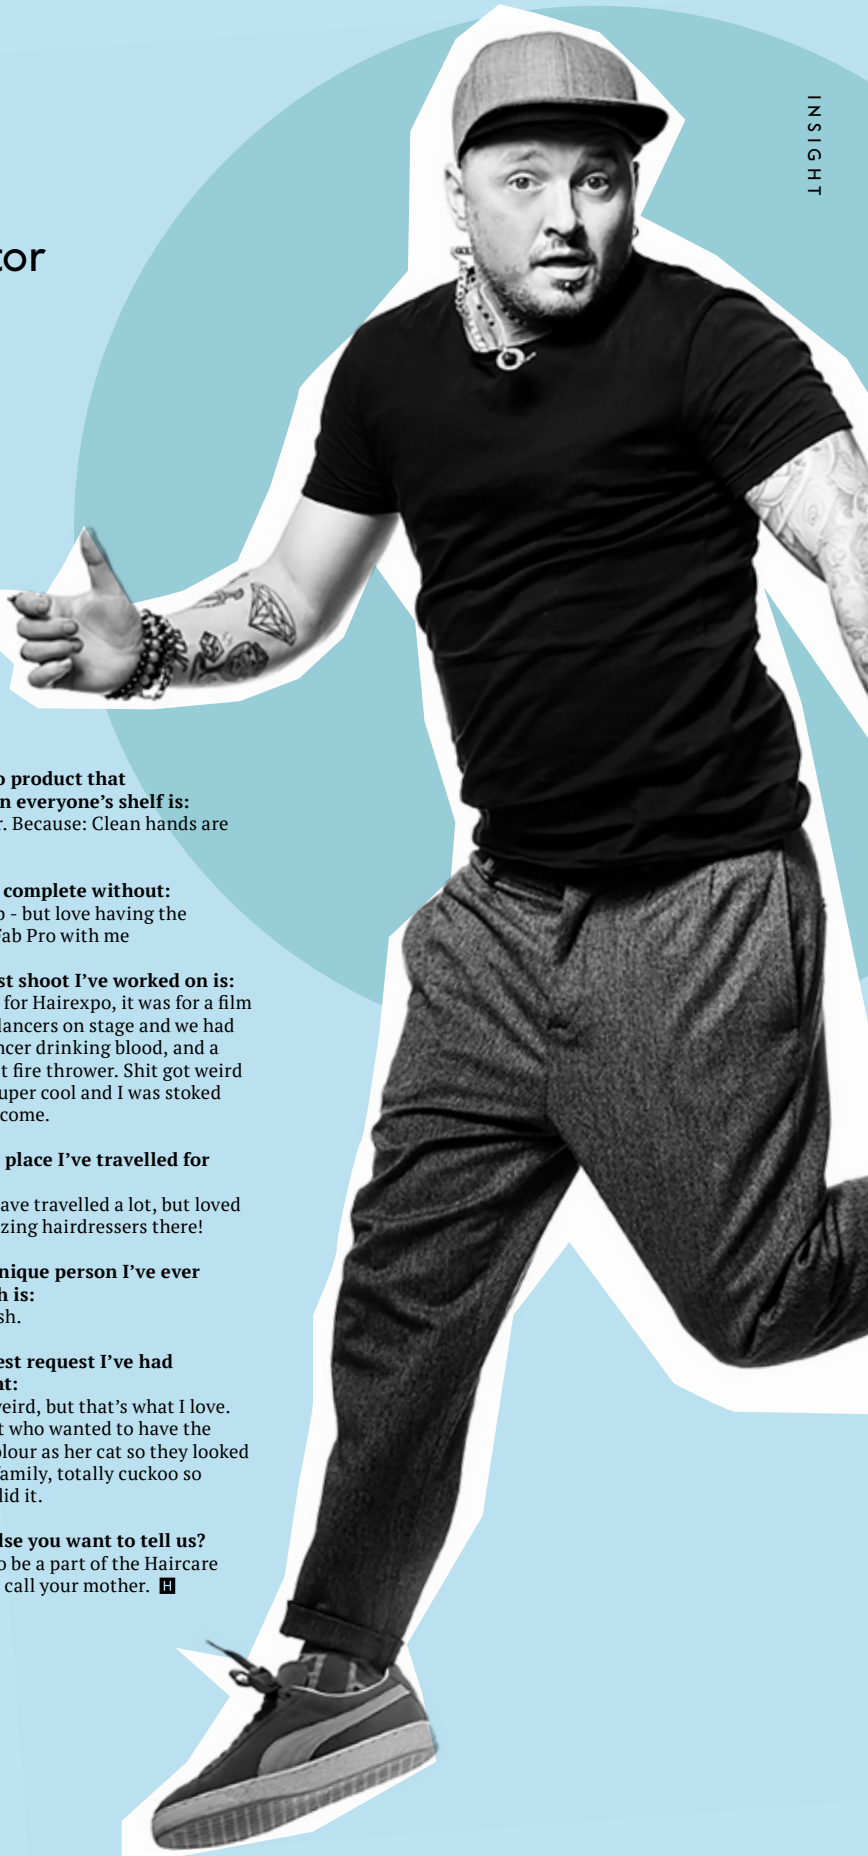 INSIGHT
tor
o product that
n everyone’s shelf is:
r. Because: Clean hands are
complete without:
o - but love having the
Fab Pro with me
st shoot I’ve worked on is:
for Hairexpo, it was for a film
dancers on stage and we had
ncer drinking blood, and a
t fire thrower. Shit got weird
uper cool and I was stoked
come.
place I’ve travelled for
ave travelled a lot, but loved
zing hairdressers there!
nique person I’ve ever
h is:
sh.
est request I’ve had
nt:
eird, but that’s what I love.
t who wanted to have the
olour as her cat so they looked
family, totally cuckoo so
did it.
lse you want to tell us?
o be a part of the Haircare
call your mother. H